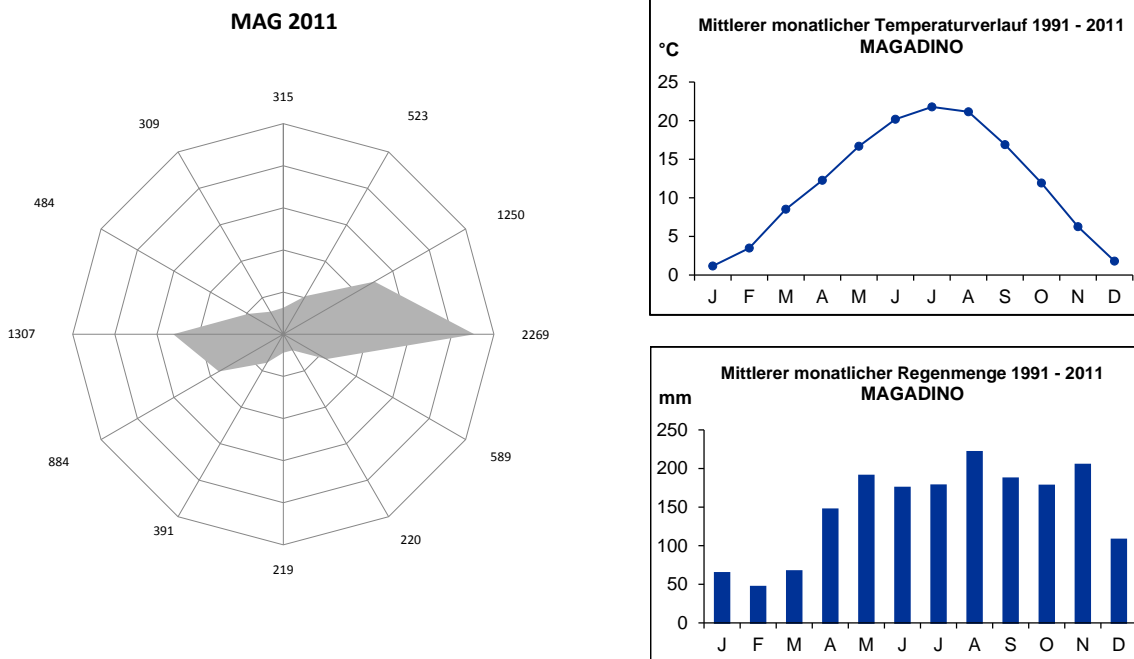 MAG 2011
315
523
1250
2269
589
220
219
391
884
1307
484
309
Mittlerer monatlicher Temperaturverlauf 1991 - 2011
MAGADINO
°C
25
20
15
10
5
0
J F M A M J J A S O N D
Mittlerer monatlicher Regenmenge 1991 - 2011
MAGADINO
mm
250
200
150
100
50
0
J F M A M J J A S O N D